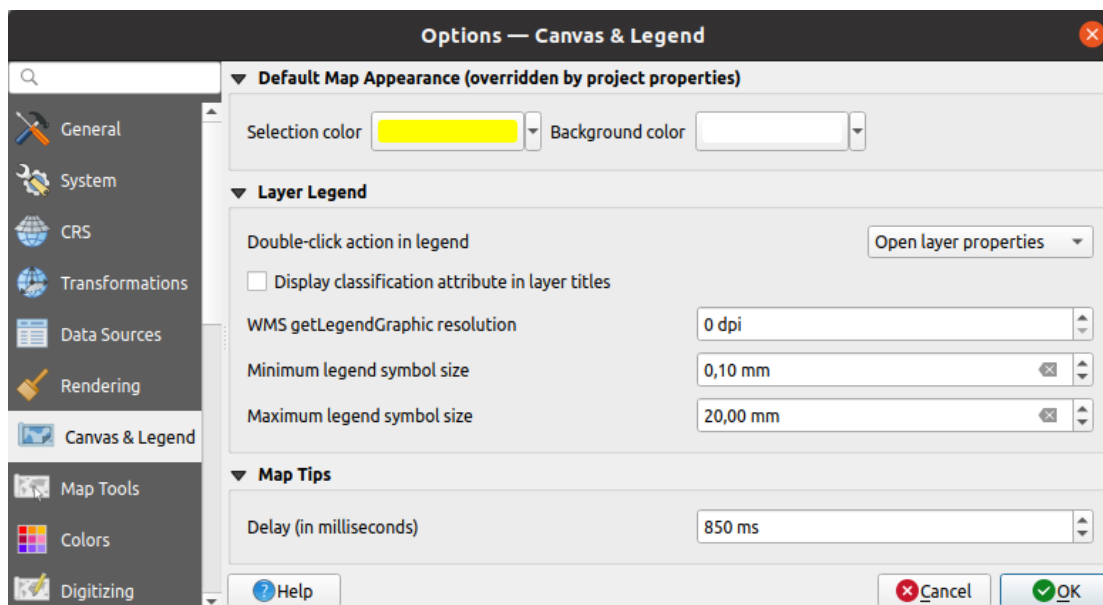 Options — Canvas & Legend
General
System
CRS
Transformations
Data Sources
Rendering
Canvas & Legend
Map Tools
Colors
Digitizing
Default Map Appearance (overridden by project properties)
Selection color Background color
Layer Legend
Double-click action in legend Open layer properties
Display classification attribute in layer titles
WMS getLegendGraphic resolution 0 dpi
Minimum legend symbol size 0,10 mm
Maximum legend symbol size 20,00 mm
Map Tips
Delay (in milliseconds) 850 ms
Help Cancel OK